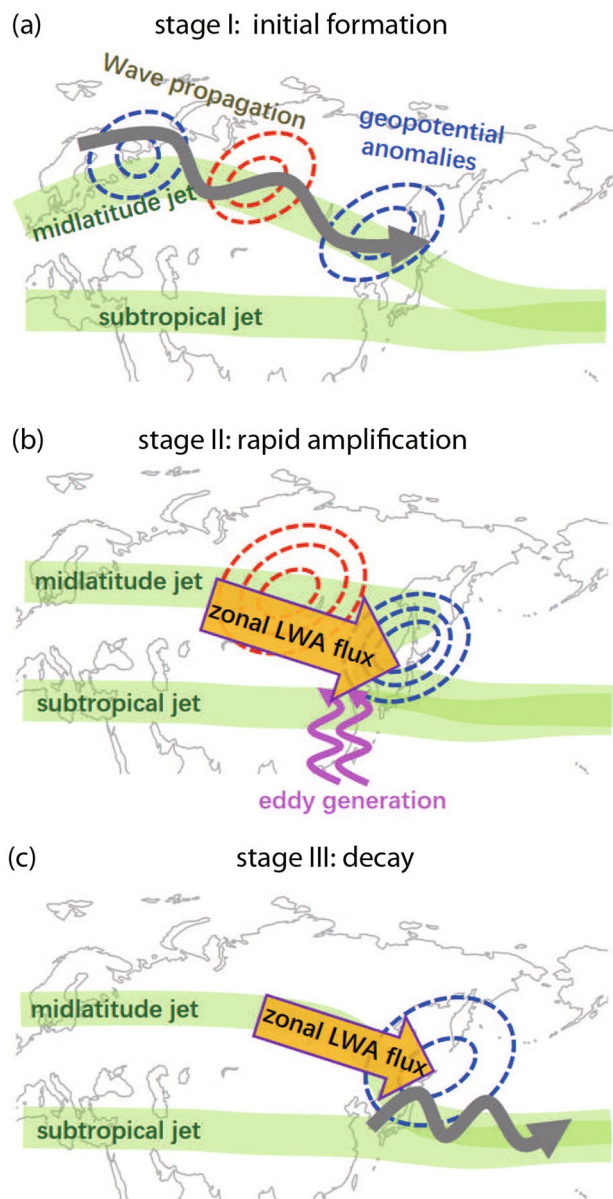 (a) stage I: initial formation
Wave propagation
geopotential
anomalies
midlatitude jet
subtropical jet
(b) stage II: rapid amplification
midlatitude jet
zonal LWA flux
subtropical jet
eddy generation
(c) stage III: decay
midlatitude jet
zonal LWA flux
subtropical jet